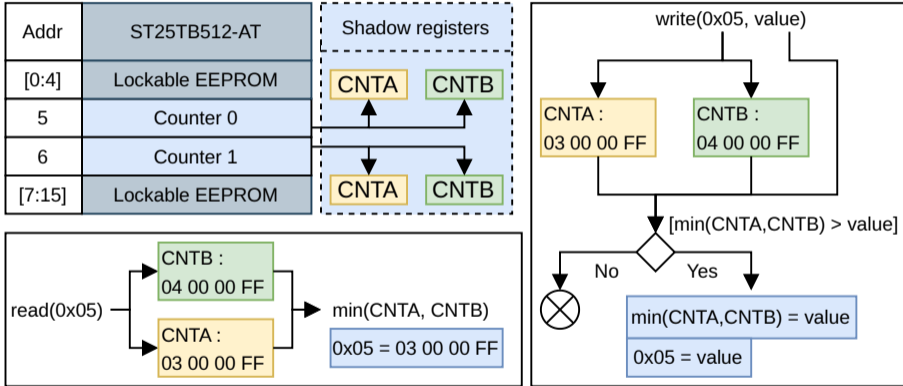 Addr
ST25TB512-AT
Shadow registers
[0:4]
Lockable EEPROM
CNTA
CNTB
5
Counter 0
6
Counter 1
[7:15]
Lockable EEPROM
CNTA
CNTB
read(0x05)
CNTB :
04 00 00 FF
CNTA :
03 00 00 FF
min(CNTA, CNTB)
0x05 = 03 00 00 FF
write(0x05, value)
CNTA :
03 00 00 FF
CNTB :
04 00 00 FF
[min(CNTA,CNTB) > value]
No
Yes
min(CNTA,CNTB) = value
0x05 = value